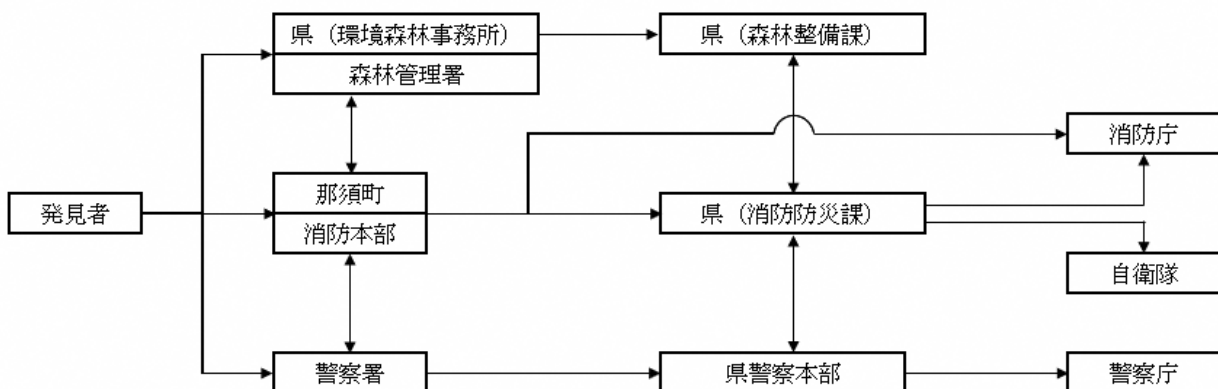 県（環境森林事務所）
森林管理署
県（森林整備課）
消防庁
発見者
那須町
消防本部
県（消防防災課）
自衛隊
警察署
県警察本部
警察庁